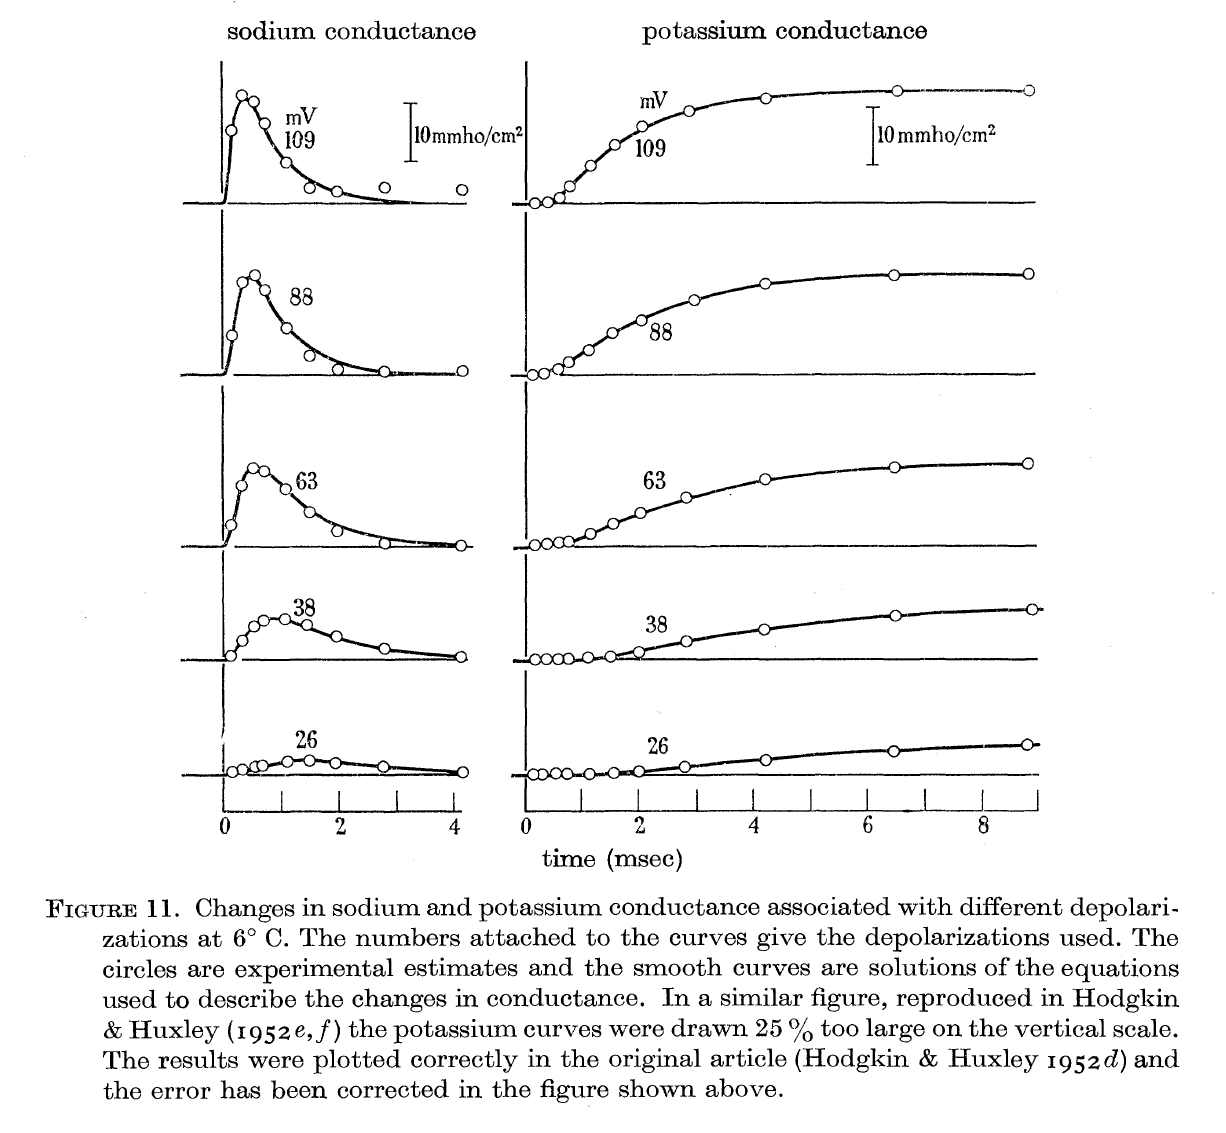 sodium conductance
potassium conductance
mV
109
10mmho/cm²
mV
109
10mmho/cm²
88
88
63
63
38
38
26
26
0 2 4
0 2 4 6 8
time (msec)
FIGURE 11. Changes in sodium and potassium conductance associated with different depolari-
zations at 6° C. The numbers attached to the curves give the depolarizations used. The
circles are experimental estimates and the smooth curves are solutions of the equations
used to describe the changes in conductance. In a similar figure, reproduced in Hodgkin
& Huxley (1952e, f) the potassium curves were drawn 25 % too large on the vertical scale.
The results were plotted correctly in the original article (Hodgkin & Huxley 1952d) and
the error has been corrected in the figure shown above.